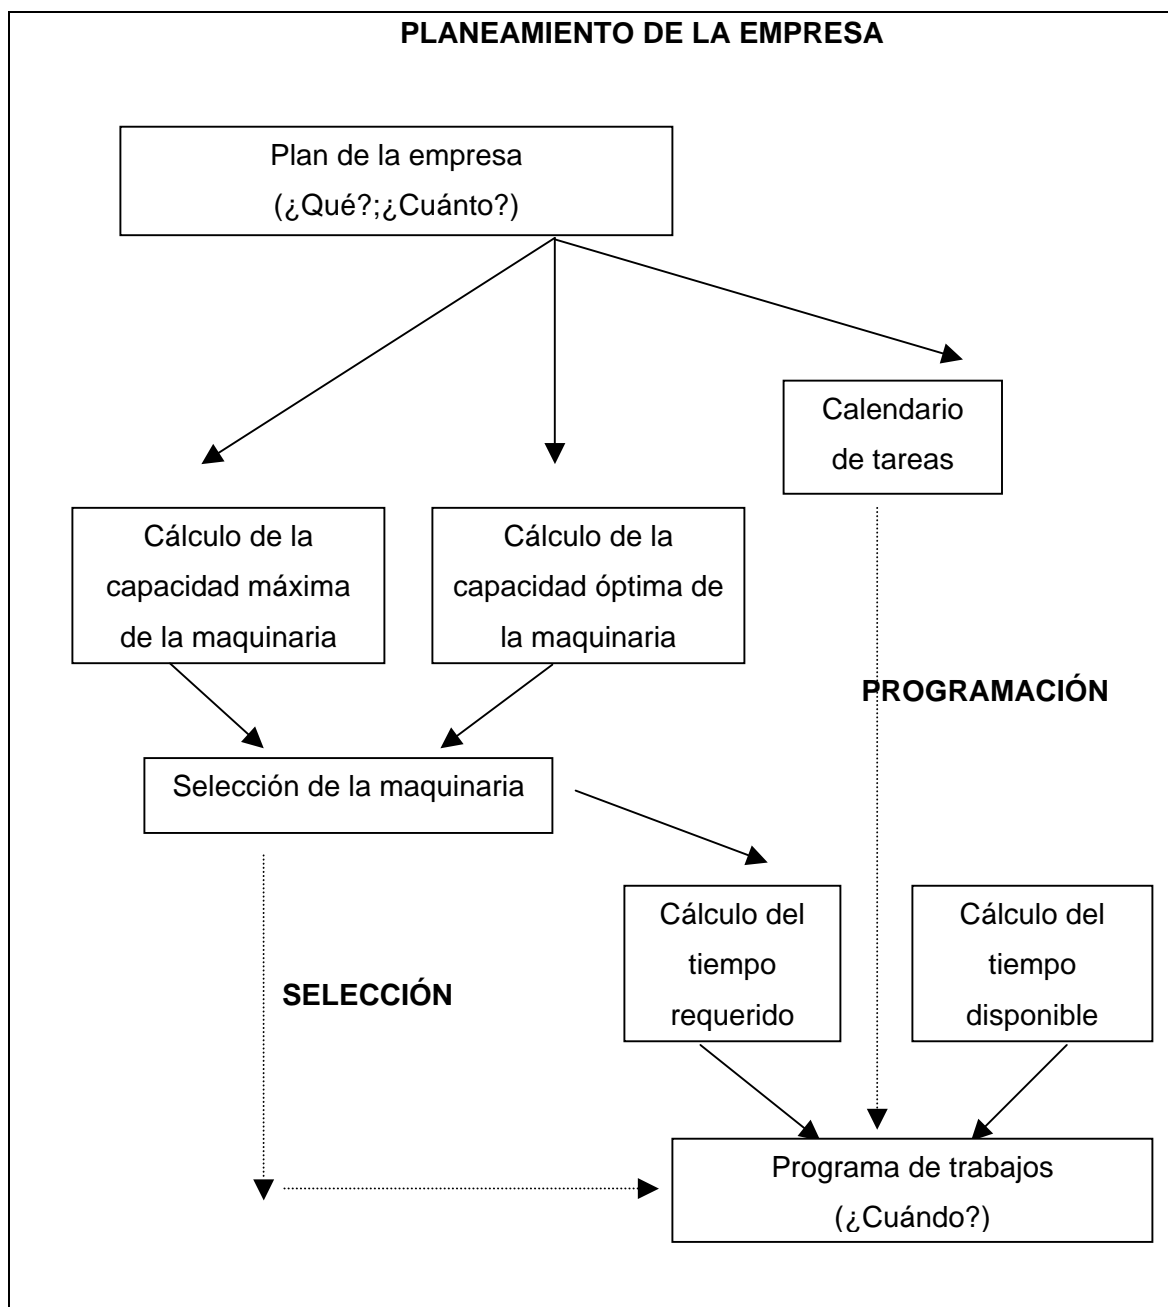 PLANEAMIENTO DE LA EMPRESA
Plan de la empresa
(¿Qué?;¿Cuánto?)
Calendario
de tareas
Cálculo de la
capacidad máxima
de la maquinaria
Cálculo de la
capacidad óptima de
la maquinaria
PROGRAMACIÓN
Selección de la maquinaria
Cálculo del
tiempo
requerido
Cálculo del
tiempo
disponible
SELECCIÓN
Programa de trabajos
(¿Cuándo?)